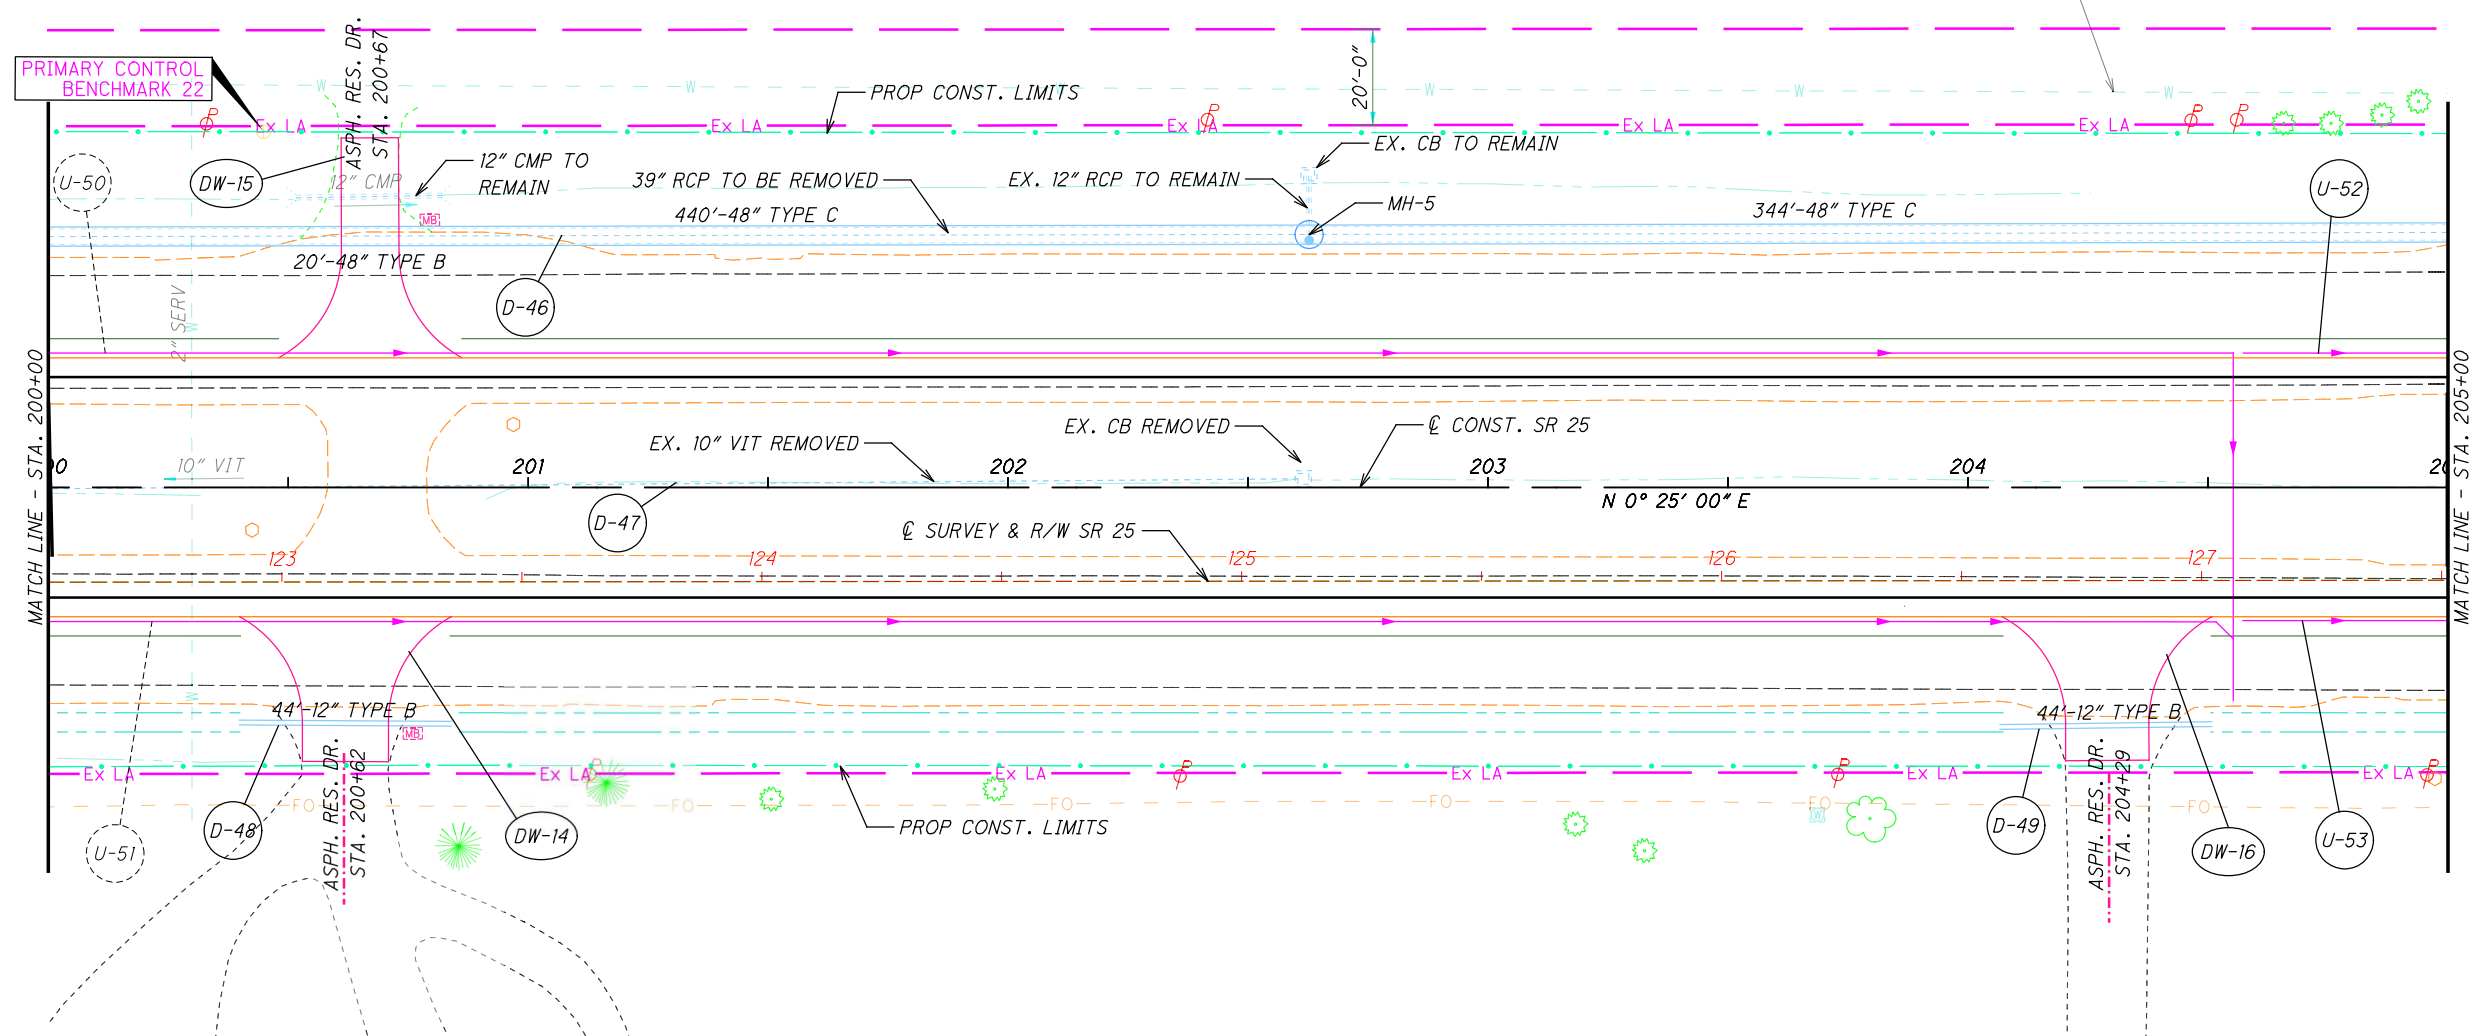 ASPH. RES. DR.
STA. 200+67
PRIMARY CONTROL
BENCHMARK 22
W
W
W
W
W
W
20'-0"
PROP CONST. LIMITS
P
P
P
P
Ex LA
Ex LA
Ex LA
Ex LA
Ex LA
EX. CB TO REMAIN
U-50
DW-15
12" CMP
12" CMP TO
REMAIN
39" RCP TO BE REMOVED
EX. 12" RCP TO REMAIN
U-52
MB
440'-48" TYPE C
MH-5
344'-48" TYPE C
20'-48" TYPE B
D-46
2" SERV
W
MATCH LINE - STA. 200+00
MATCH LINE - STA. 205+00
EX. 10" VIT REMOVED
EX. CB REMOVED
℄ CONST. SR 25
10" VIT
00
201
202
203
204
20
N 0° 25' 00" E
D-47
℄ SURVEY & R/W SR 25
123
124
125
126
127
W
44'-12" TYPE B
44'-12" TYPE B
MB
ASPH. RES. DR.
STA. 200+62
ASPH. RES. DR.
STA. 204+29
P
P
P
P
Ex LA
Ex LA
Ex LA
Ex LA
Ex LA
Ex LA
FO
FO
FO
FO
FO
FO
W
PROP CONST. LIMITS
U-51
D-48
DW-14
D-49
DW-16
U-53